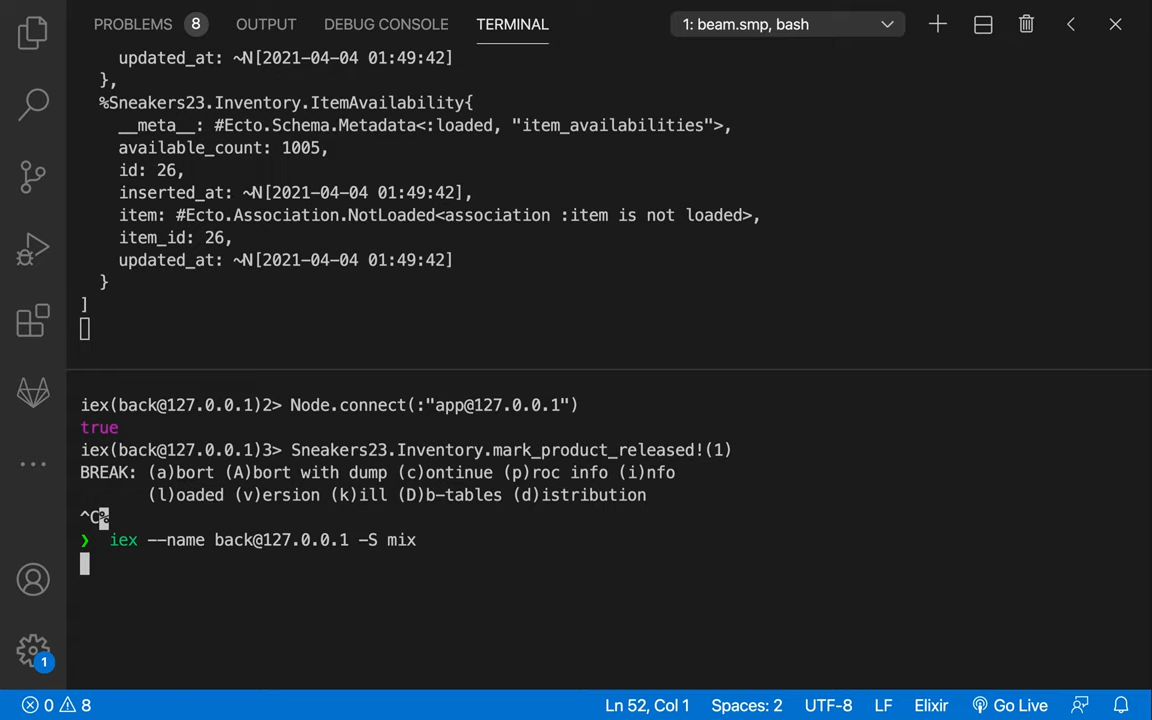 PROBLEMS 8 OUTPUT DEBUG CONSOLE TERMINAL 1: beam.smp, bash
updated_at: ~N[2021-04-04 01:49:42]
},
%Sneakers23.Inventory.ItemAvailability{
__meta__: #Ecto.Schema.Metadata<:loaded, "item_availabilities">,
available_count: 1005,
id: 26,
inserted_at: ~N[2021-04-04 01:49:42],
item: #Ecto.Association.NotLoaded<association :item is not loaded>,
item_id: 26,
updated_at: ~N[2021-04-04 01:49:42]
}
]
iex(back@127.0.0.1)2> Node.connect(:"app@127.0.0.1")
true
iex(back@127.0.0.1)3> Sneakers23.Inventory.mark_product_released!(1)
BREAK: (a)bort (A)bort with dump (c)ontinue (p)roc info (i)nfo
(l)oaded (v)ersion (k)ill (D)b-tables (d)istribution
^C%
❯ iex --name back@127.0.0.1 -S mix
1
0 8 Ln 52, Col 1 Spaces: 2 UTF-8 LF Elixir Go Live